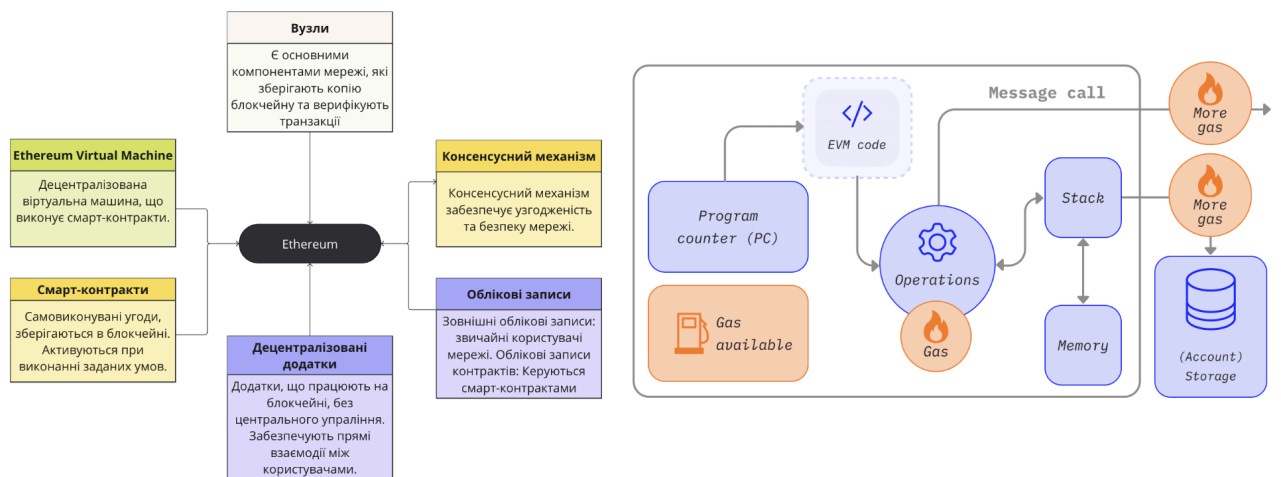 Вузли
Є основними
компонентами мережі, які
зберігають копію
блокчейну та верифікують
транзакції
Ethereum Virtual Machine
Децентралізована
віртуальна машина, що
виконує смарт-контракти.
Консенсусний механізм
Консенсусний механізм
забезпечує узгодженість
та безпеку мережі.
Ethereum
Смарт-контракти
Самовиконувані угоди,
зберігаються в блокчейні.
Активуються при
виконанні заданих умов.
Децентралізовані
додатки
Додатки, що працюють на
блокчейні, без
центрального упраління.
Забезпечують прямі
взаємодії між
користувачами.
Облікові записи
Зовнішні облікові записи:
звичайні користувачі
мережі. Облікові записи
контрактів: Керуються
смарт-контрактами
Message call
More
gas
</>
EVM code
Program
counter (PC)
Operations
Gas
Stack
More
gas
Gas
available
Memory
(Account)
Storage